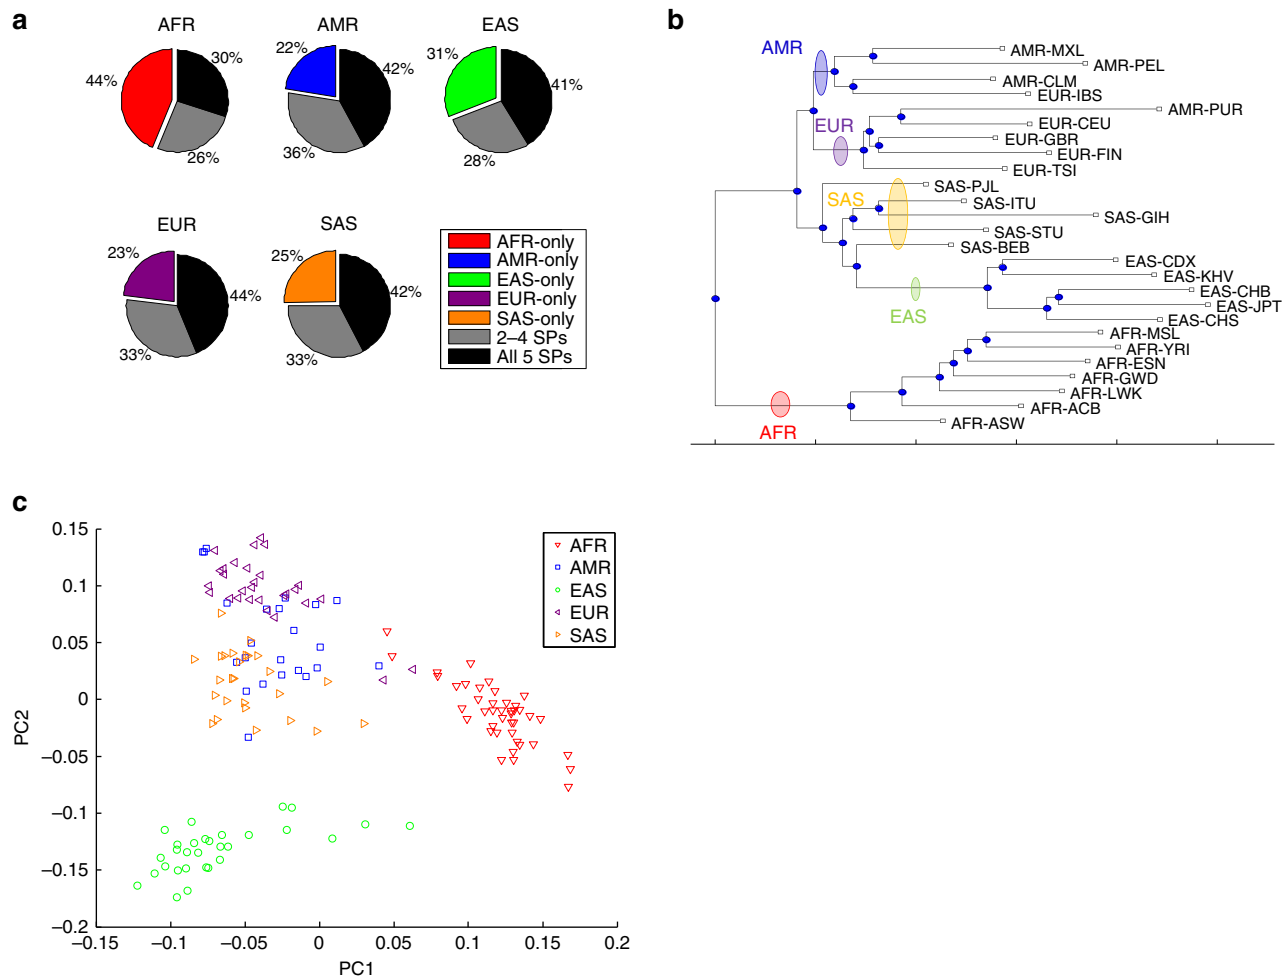 a
AFR
44%
30%
26%
AMR
22%
42%
36%
EAS
31%
41%
28%
EUR
23%
44%
33%
SAS
25%
42%
33%
AFR-only
AMR-only
EAS-only
EUR-only
SAS-only
2–4 SPs
All 5 SPs
b
AMR
EUR
SAS
EAS
AFR
AMR-MXL
AMR-PEL
AMR-CLM
EUR-IBS
AMR-PUR
EUR-CEU
EUR-GBR
EUR-FIN
EUR-TSI
SAS-PJL
SAS-ITU
SAS-GIH
SAS-STU
SAS-BEB
EAS-CDX
EAS-KHV
EAS-CHB
EAS-JPT
EAS-CHS
AFR-MSL
AFR-YRI
AFR-ESN
AFR-GWD
AFR-LWK
AFR-ACB
AFR-ASW
c
0.15
0.1
0.05
0
–0.05
–0.1
–0.15
–0.2
PC2
–0.15
–0.1
–0.05
0
0.05
0.1
0.15
0.2
PC1
AFR
AMR
EAS
EUR
SAS